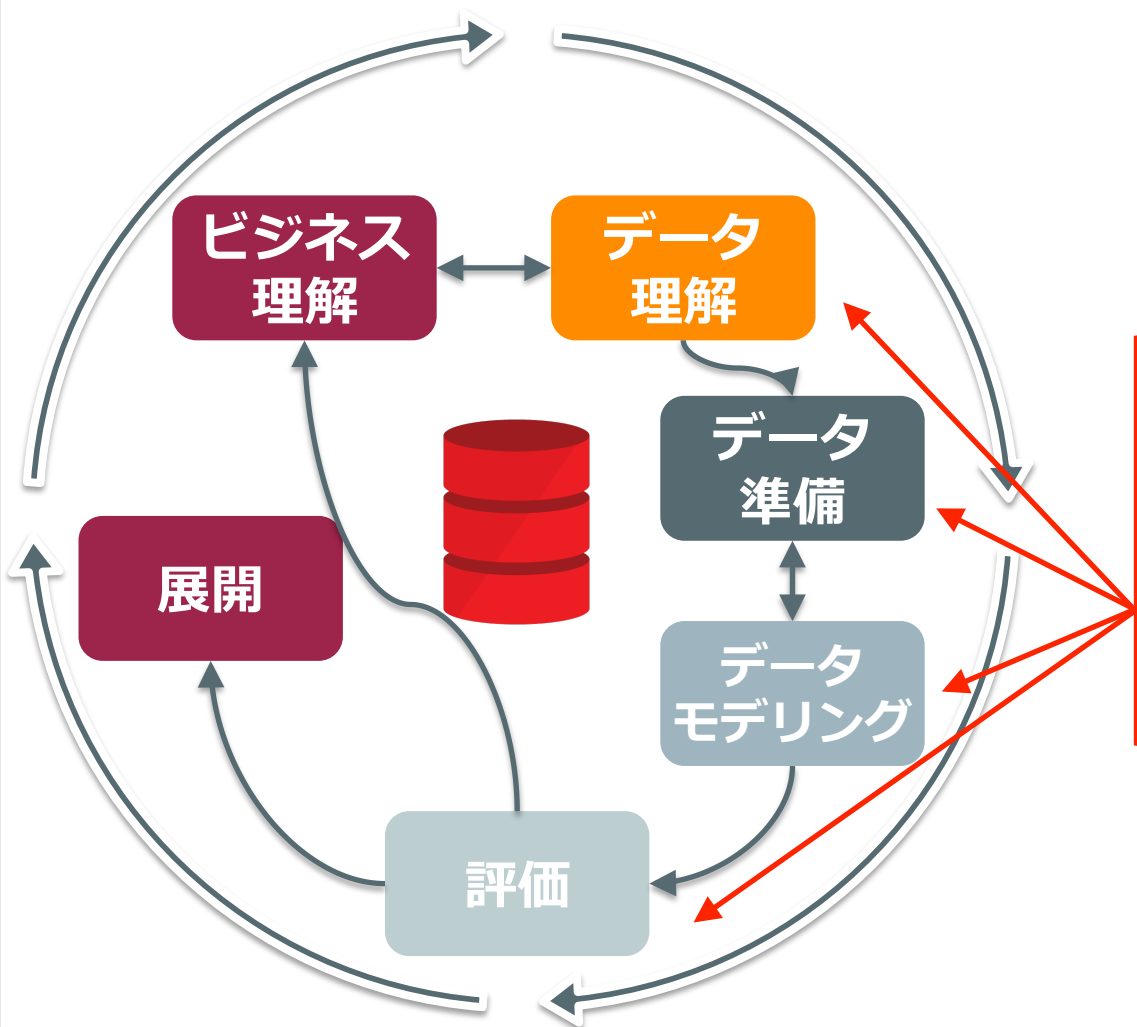 ビジネス
理解
データ
理解
データ
準備
展開
データ
モデリング
評価